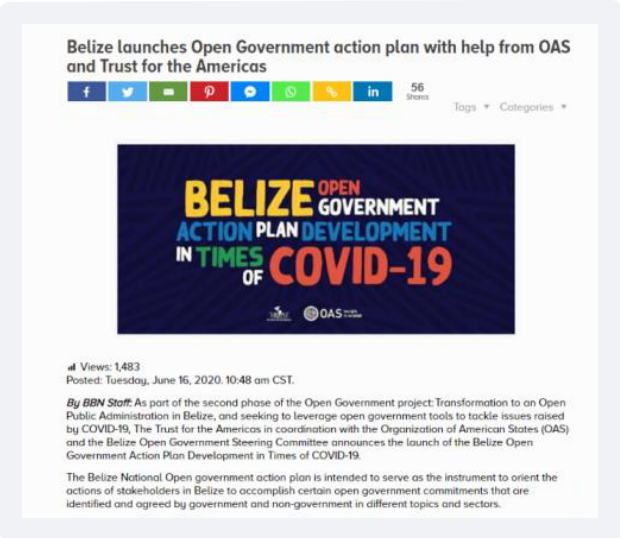 Belize launches Open Government action plan with help from OAS
and Trust for the Americas
in
56
Shares
Tags
Categories
BELIZE OPEN
GOVERNMENT
ACTION PLAN DEVELOPMENT
IN TIMES
OF COVID-19
OAS
Views: 1,483
Posted: Tuesday, June 16, 2020. 10:48 am CST.
By BBN Staff: As part of the second phase of the Open Government project: Transformation to an Open
Public Administration in Belize, and seeking to leverage open government tools to tackle issues raised
by COVID-19, The Trust for the Americas in coordination with the Organization of American States (OAS)
and the Belize Open Government Steering Committee announces the launch of the Belize Open
Government Action Plan Development in Times of COVID-19.
The Belize National Open government action plan is intended to serve as the instrument to orient the
actions of stakeholders in Belize to accomplish certain open government commitments that are
identified and agreed by government and non-government in different topics and sectors.